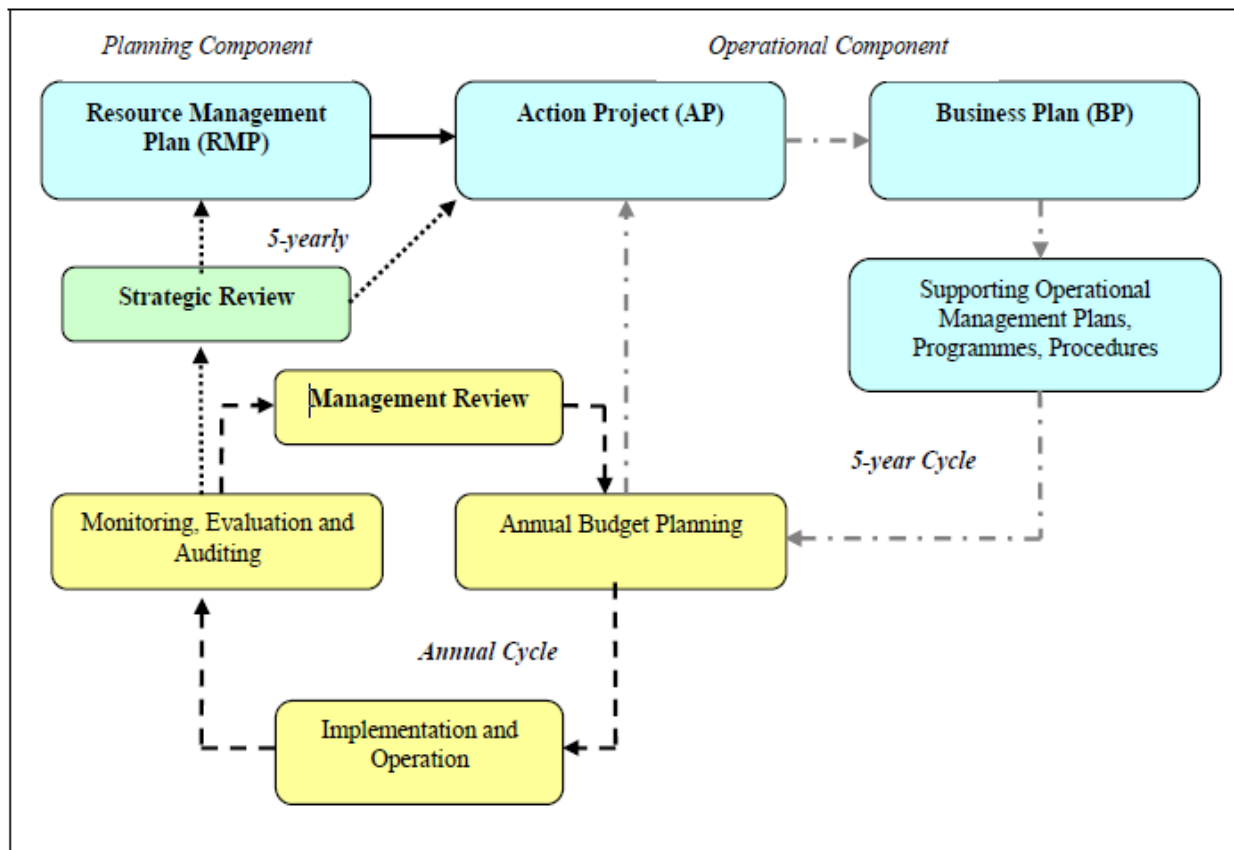 Planning Component
Operational Component
Resource Management
Plan (RMP)
Action Project (AP)
Business Plan (BP)
5-yearly
Strategic Review
Supporting Operational
Management Plans,
Programmes, Procedures
Management Review
5-year Cycle
Monitoring, Evaluation and
Auditing
Annual Budget Planning
Annual Cycle
Implementation and
Operation